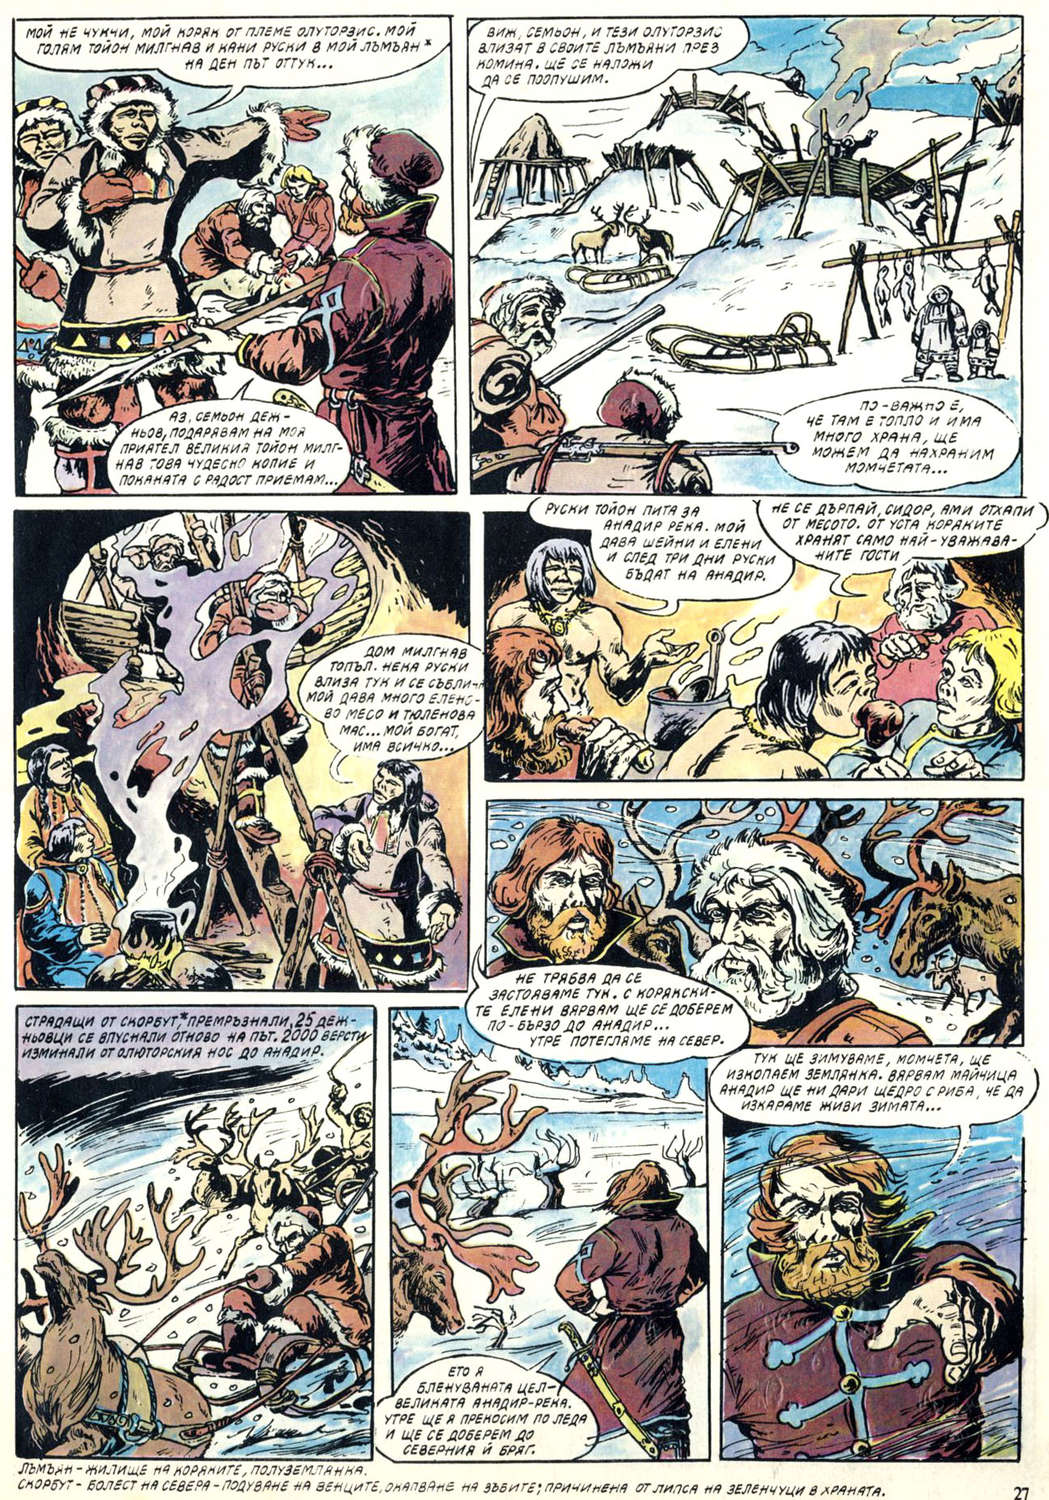 МОЙ НЕ ЧУКЧИ, МОЙ КОРЯК ОТ ПЛЕМЕ ОЛУТОРЗИС. МОЙ
ГОЛЯМ ТОЙОН МИЛГНАВ И КАНИ РУСКИ В МОЙ ЛЪМЪЯН*
НА ДЕН ПЪТ ОТТУК...
АЗ, СЕМЬОН ДЕЖ-
НЬОВ, ПОДАРЯВАМ НА МОЯ
ПРИЯТЕЛ ВЕЛИКИЯ ТОЙОН МИЛГ-
НАВ ТОВА ЧУДЕСНО КОПИЕ И
ПОКАНАТА С РАДОСТ ПРИЕМАМ...
ВИЖ, СЕМЬОН, И ТЕЗИ ОЛУТОРЗИС
ВЛИЗАТ В СВОИТЕ ЛЪМЪЯНИ ПРЕЗ
КОМИНА. ЩЕ СЕ НАЛОЖИ
ДА СЕ ПООПУШИМ.
ПО-ВАЖНО Е,
ЧЕ ТАМ Е ТОПЛО И ИМА
МНОГО ХРАНА, ЩЕ
МОЖЕМ ДА НАХРАНИМ
МОМЧЕТАТА...
ДОМ МИЛГНАВ
ТОПЪЛ. НЕКА РУСКИ
ВЛИЗА ТУК И СЕ СЪБЛИЧА
МОЙ ДАВА МНОГО ЕЛЕНС-
ВО МЕСО И ТЮЛЕНОВА
МАС... МОЙ БОГАТ,
ИМА ВСИЧКО...
РУСКИ ТОЙОН ПИТА ЗА
АНАДИР РЕКА. МОЙ
ДАВА ШЕЙНИ И ЕЛЕНИ
И СЛЕД ТРИ ДНИ РУСКИ
БЪДАТ НА АНАДИР.
НЕ СЕ ДЪРПАЙ, СИДОР, АМИ ОТХАПИ
ОТ МЕСОТО. ОТ УСТА КОРЯКИТЕ
ХРАНЯТ САМО НАЙ-УВАЖАВА-
НИТЕ ГОСТИ
НЕ ТРЯБВА ДА СЕ
ЗАСТОЯВАМЕ ТУК. С КОРЯКСКИ-
ТЕ ЕЛЕНИ ВЯРВАМ ЩЕ СЕ ДОБЕРЕМ
ПО-БЪРЗО ДО АНАДИР...
УТРЕ ПОТЕГЛЯМЕ НА СЕВЕР.
СТРАДАЩИ ОТ СКОРБУТ,* ПРЕМРЪЗНАЛИ, 25 ДЕЖ-
НЬОВЦИ СЕ ВПУСНАЛИ ОТНОВО НА ПЪТ. 2000 ВЕРСТИ
ИЗМИНАЛИ ОТ ОЛЮТОРСКИЯ НОС ДО АНАДИР.
ЕТО Я
БЛЕНУВАНАТА ЦЕЛ-
ВЕЛИКАТА АНАДИР-РЕКА.
УТРЕ ЩЕ Я ПРЕКОСИМ ПО ЛЕДА
И ЩЕ СЕ ДОБЕРЕМ ДО
СЕВЕРНИЯ Й БРЯГ.
ТУК ЩЕ ЗИМУВАМЕ, МОМЧЕТА, ЩЕ
ИЗКОПАЕМ ЗЕМЛЯНКА. ВЯРВАМ МАЙЧИЦА
АНАДИР ЩЕ НИ ДАРИ ЩЕДРО С РИБА, ЧЕ ДА
ИЗКАРАМЕ ЖИВИ ЗИМАТА...
ЛЪМЪЯН - ЖИЛИЩЕ НА КОРЯКИТЕ, ПОЛУЗЕМЛЯНКА.
СКОРБУТ - БОЛЕСТ НА СЕВЕРА - ПОДУВАНЕ НА ВЕНЦИТЕ, ОКАПВАНЕ НА ЗЪБИТЕ; ПРИЧИНЕНА ОТ ЛИПСА НА ЗЕЛЕНЧУЦИ В ХРАНАТА.
27